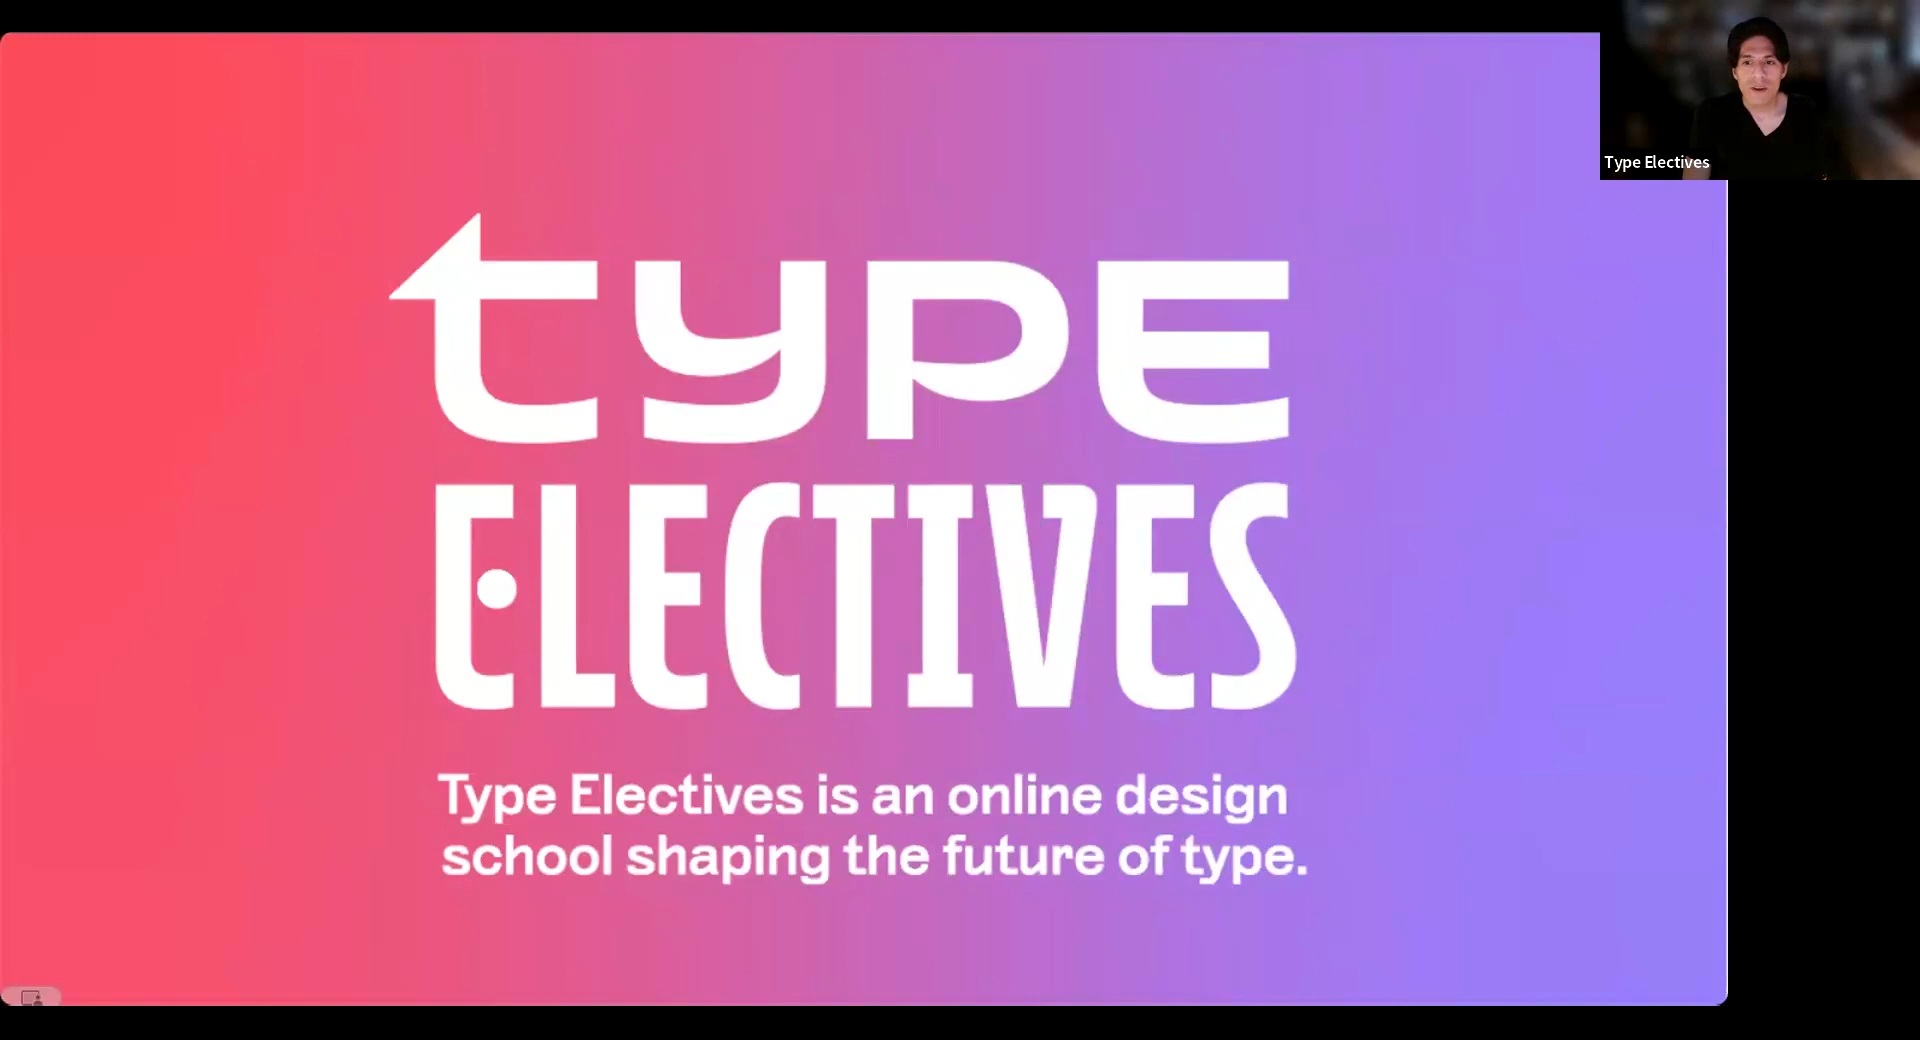 tYPE
ELECTIVES
Type Electives is an online design
school shaping the future of type.
Type Electives